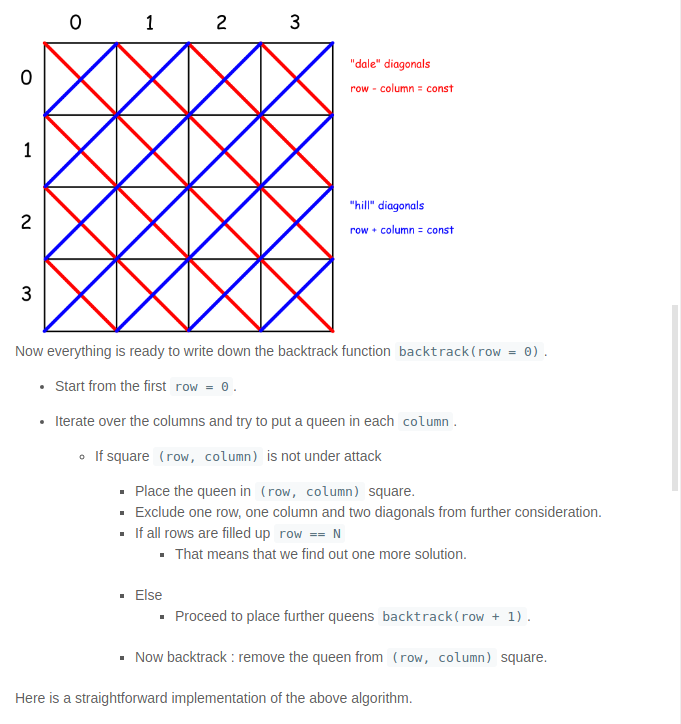 0 1 2 3
0
"dale" diagonals
row - column = const
1
2
"hill" diagonals
row + column = const
3
Now everything is ready to write down the backtrack function backtrack(row = 0) .
• Start from the first row = 0 .
• Iterate over the columns and try to put a queen in each column .
◦ If square (row, column) is not under attack
▪ Place the queen in (row, column) square.
▪ Exclude one row, one column and two diagonals from further consideration.
▪ If all rows are filled up row == N
▪ That means that we find out one more solution.
▪ Else
▪ Proceed to place further queens backtrack(row + 1) .
▪ Now backtrack : remove the queen from (row, column) square.
Here is a straightforward implementation of the above algorithm.